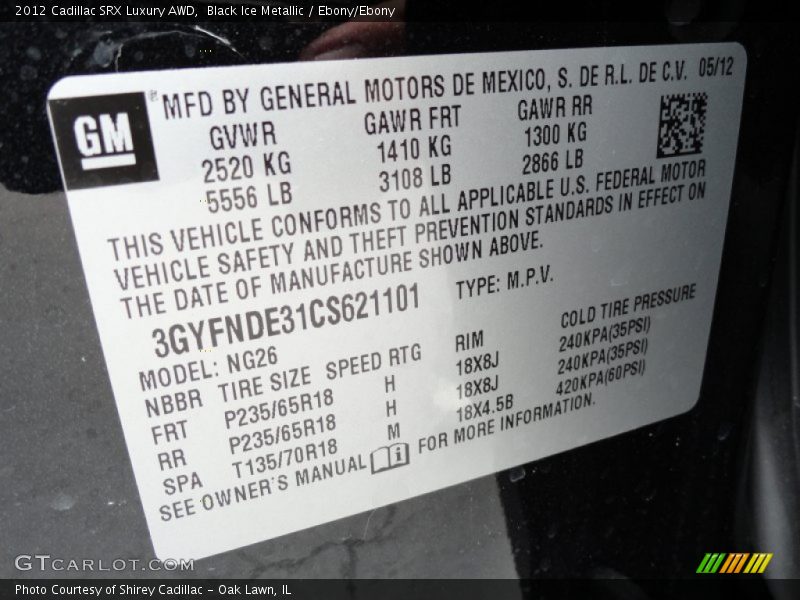 2012 Cadillac SRX Luxury AWD, Black Ice Metallic / Ebony/Ebony
GM
® MFD BY GENERAL MOTORS DE MEXICO, S. DE R.L. DE C.V. 05/12
GVWR GAWR FRT GAWR RR
2520 KG 1410 KG 1300 KG
5556 LB 3108 LB 2866 LB
THIS VEHICLE CONFORMS TO ALL APPLICABLE U.S. FEDERAL MOTOR
VEHICLE SAFETY AND THEFT PREVENTION STANDARDS IN EFFECT ON
THE DATE OF MANUFACTURE SHOWN ABOVE.
3GYFNDE31CS621101 TYPE: M.P.V.
MODEL: NG26
NBBR TIRE SIZE SPEED RTG RIM COLD TIRE PRESSURE
FRT P235/65R18 H 18X8J 240KPA(35PSI)
RR P235/65R18 H 18X8J 240KPA(35PSI)
SPA T135/70R18 M 18X4.5B 420KPA(60PSI)
SEE OWNER'S MANUAL i FOR MORE INFORMATION.
GTCARLOT.COM
Photo Courtesy of Shirey Cadillac - Oak Lawn, IL